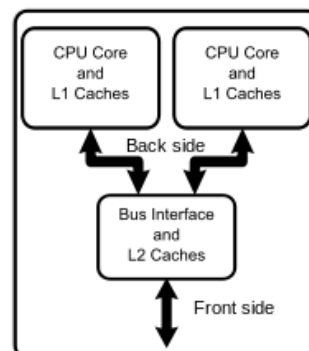 CPU Core
and
L1 Caches
CPU Core
and
L1 Caches
Back side
Bus Interface
and
L2 Caches
Front side